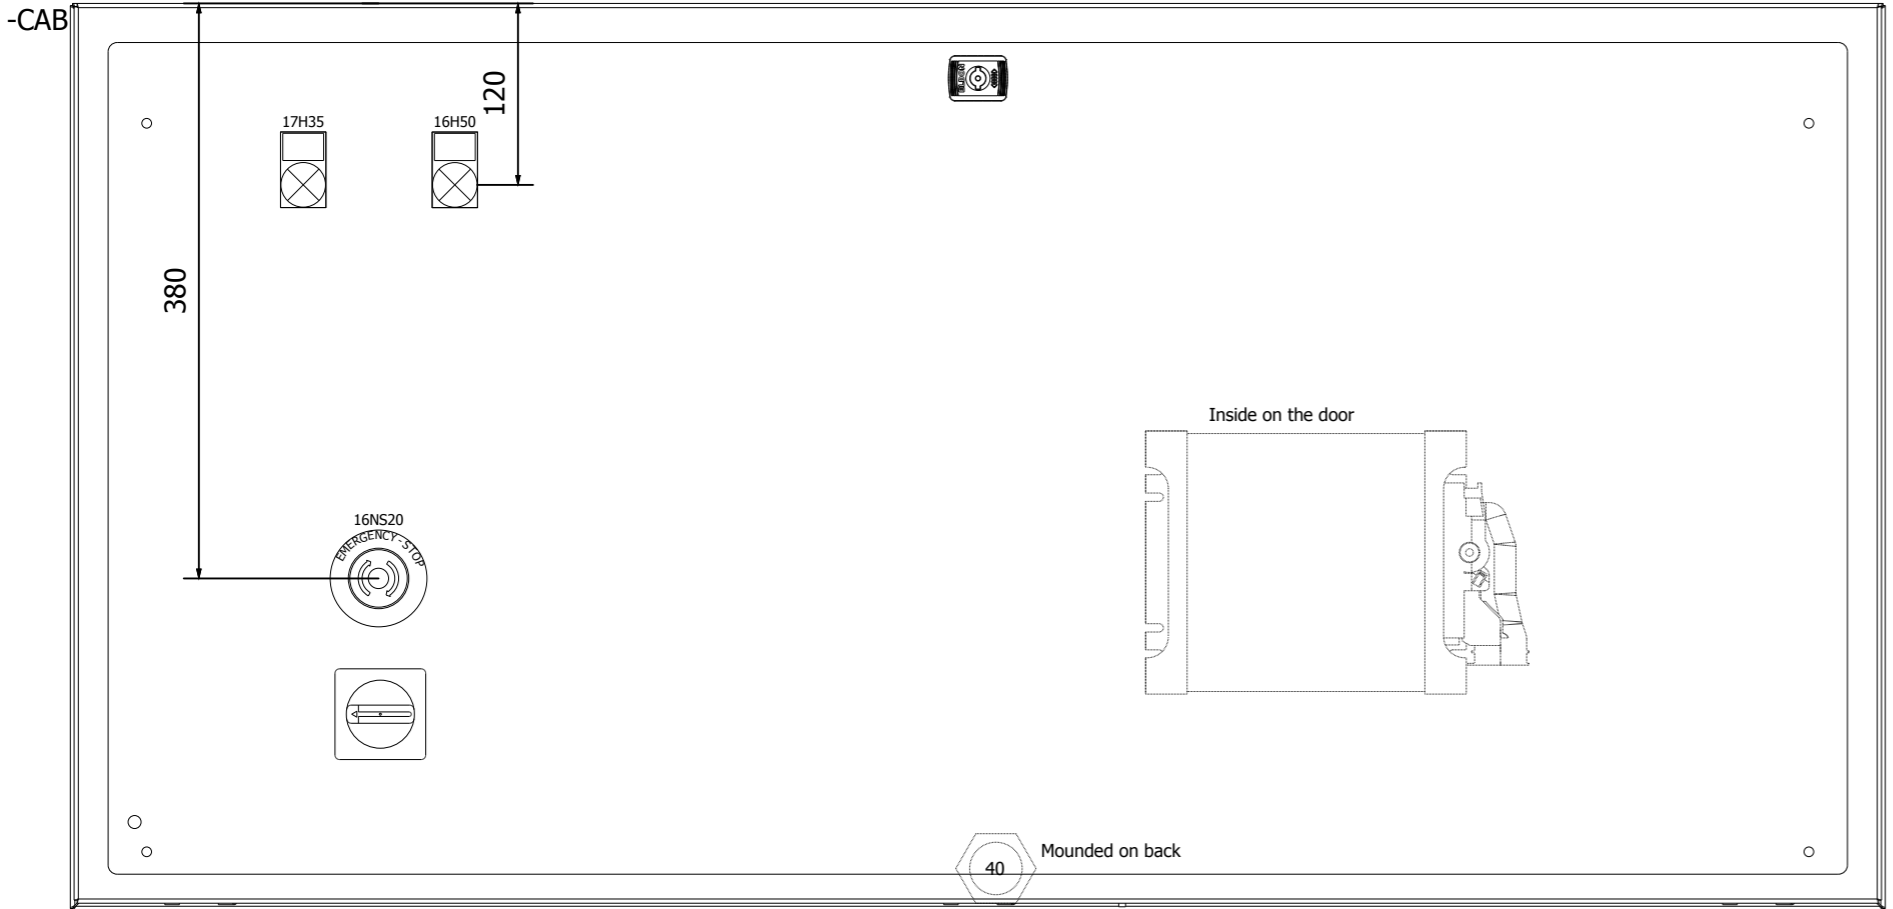 -CAB
120
17H35
16H50
380
Inside on the door
16NS20
EMERGENCY-STOP
Mounded on back
40